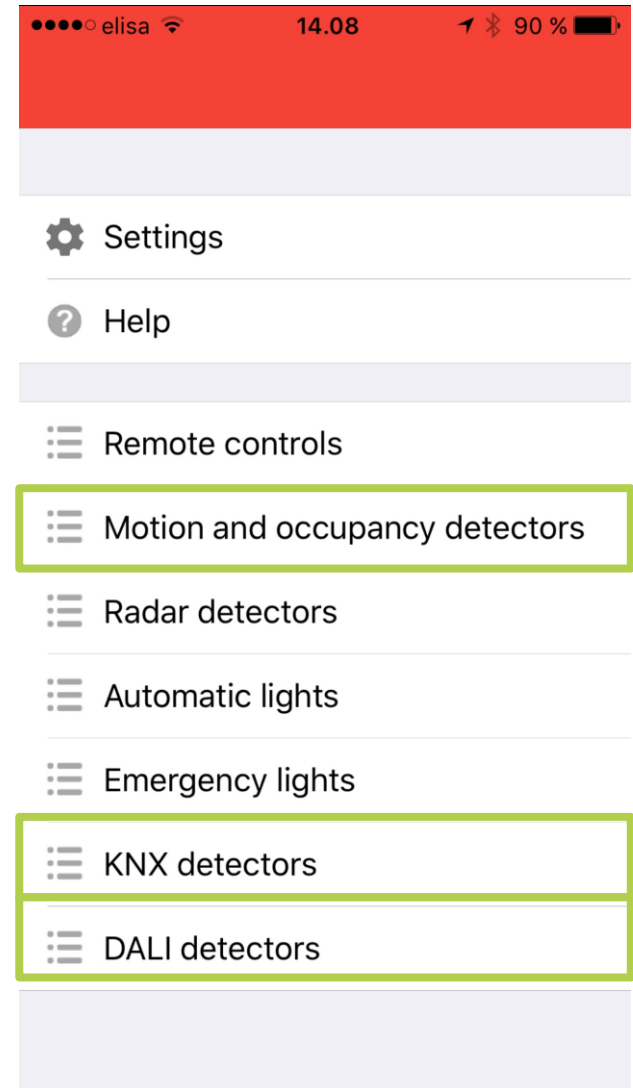 elisa 14.08 90 %
Settings
Help
Remote controls
Motion and occupancy detectors
Radar detectors
Automatic lights
Emergency lights
KNX detectors
DALI detectors